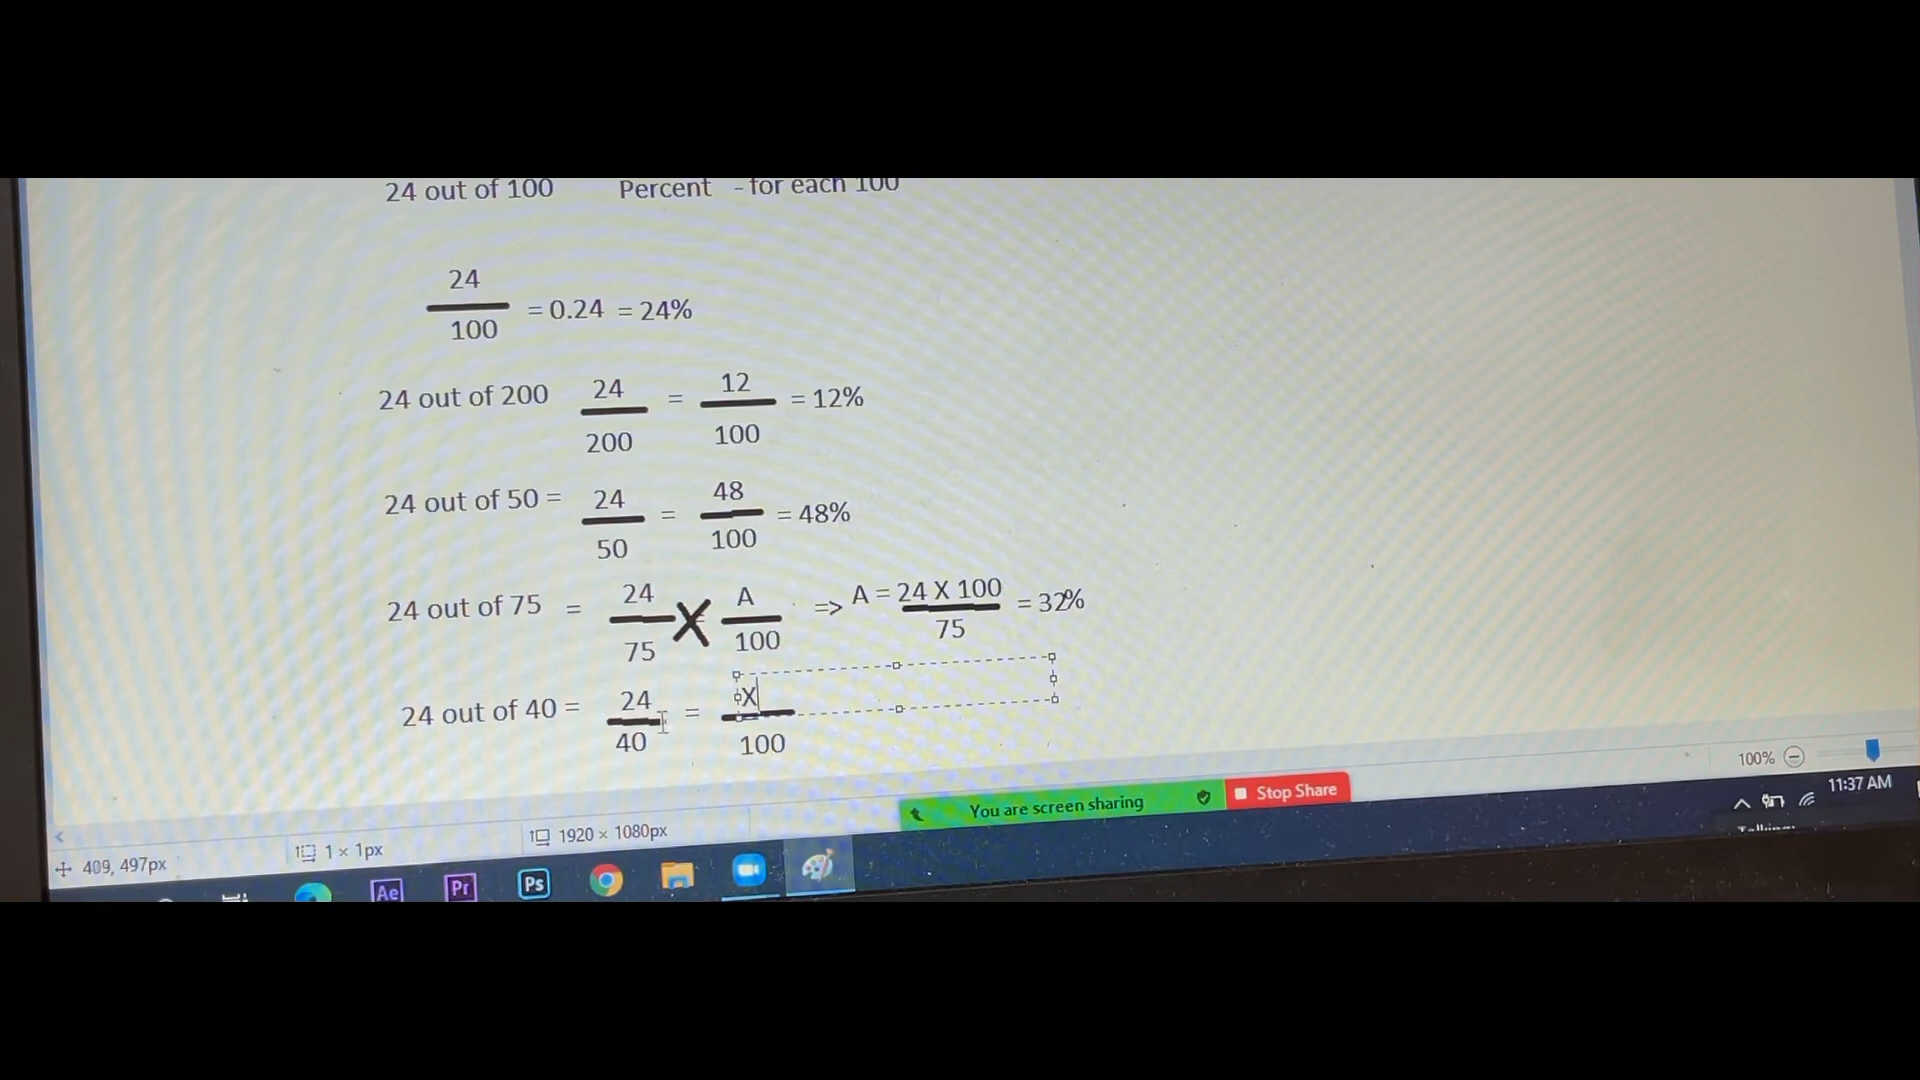 24 out of 100 Percent - for each 100
24
100
= 0.24 = 24%
24 out of 200 24 = 12 = 12%
200 100
24 out of 50 = 24 = 48 = 48%
50 100
24 out of 75 = 24 X A => A = 24 X 100 = 32%
75 100 75
24 out of 40 = 24 = X
40 100
100%
You are screen sharing Stop Share
11:37 AM
409, 497px 1 × 1px 1920 × 1080px
Ae Pr Ps